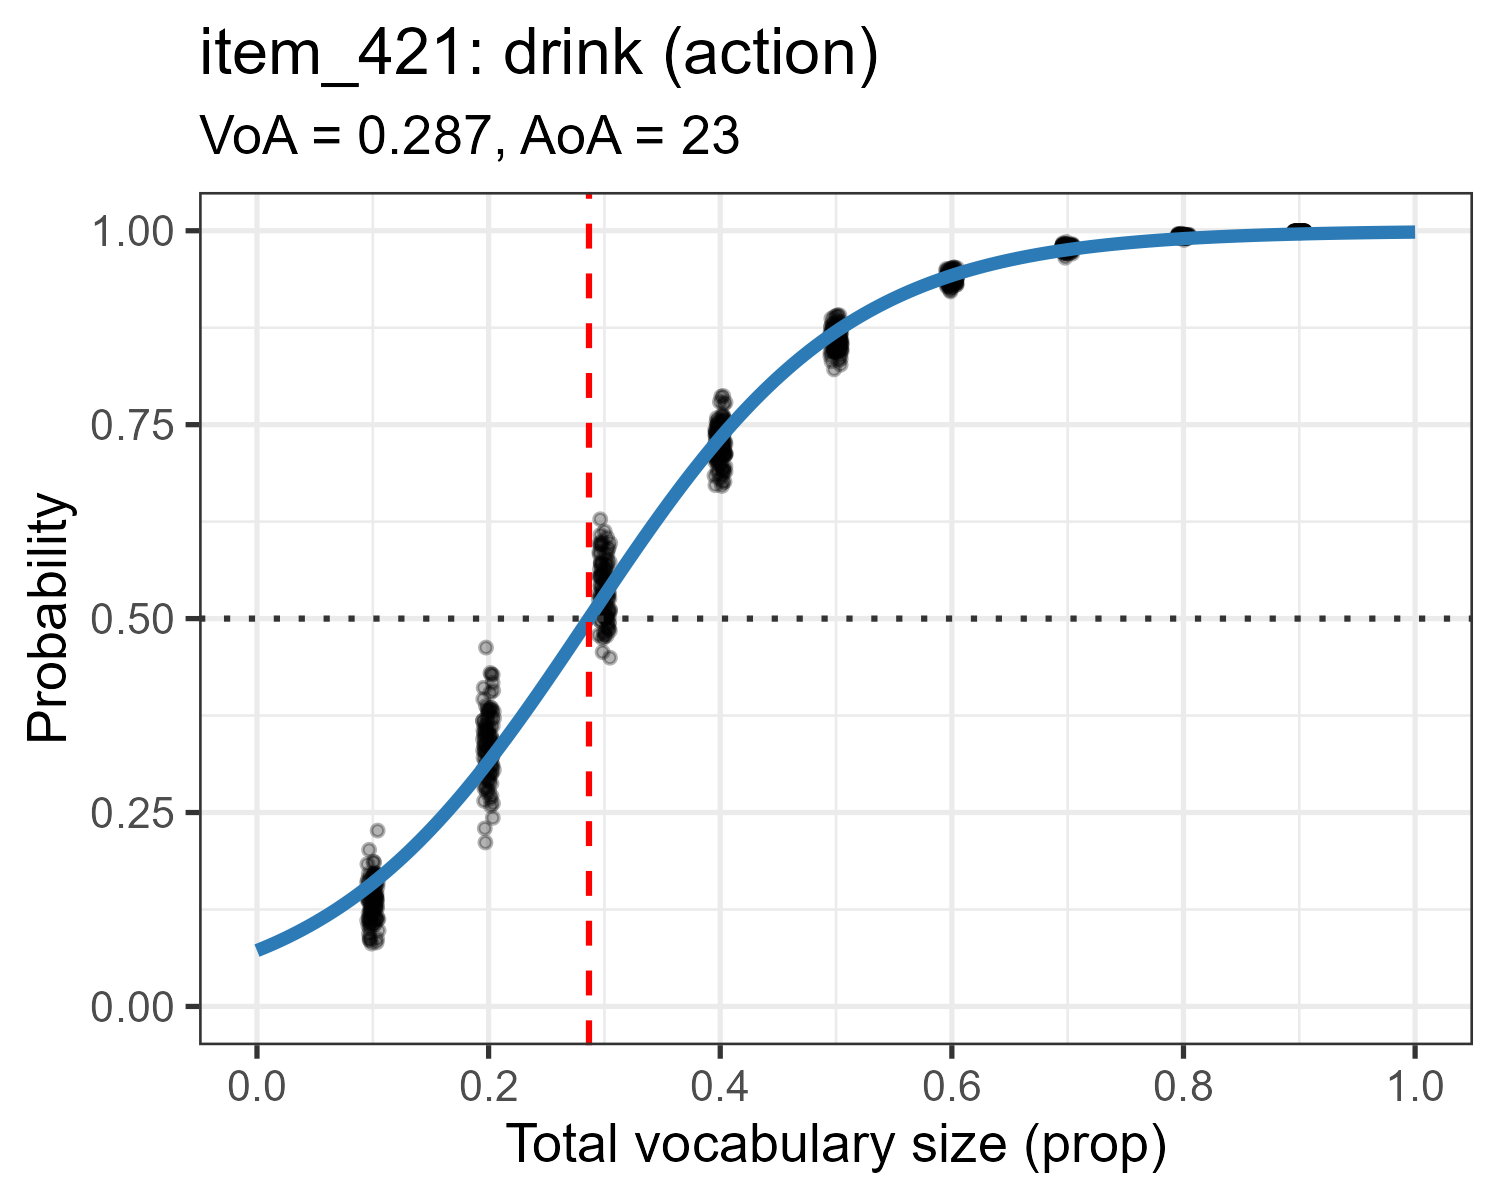 item_421: drink (action)
VoA = 0.287, AoA = 23
1.00
0.75
0.50
0.25
0.00
Probability
0.0 0.2 0.4 0.6 0.8 1.0
Total vocabulary size (prop)